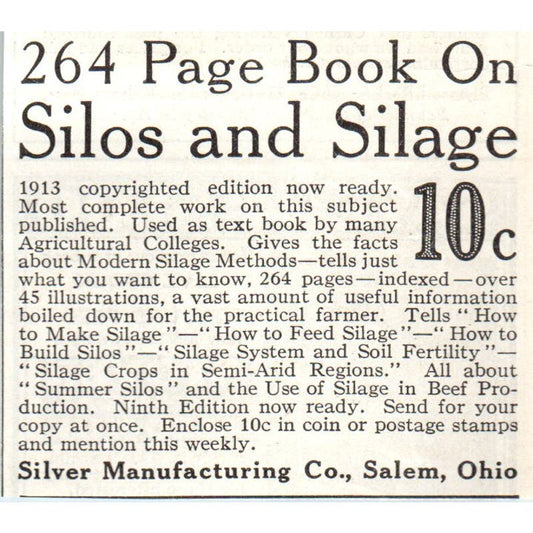 264 Page Book On
Silos and Silage
1913 copyrighted edition now ready.
Most complete work on this subject
published. Used as text book by many
Agricultural Colleges. Gives the facts
about Modern Silage Methods—tells just
10c
what you want to know, 264 pages—indexed—over
45 illustrations, a vast amount of useful information
boiled down for the practical farmer. Tells "How
to Make Silage"—"How to Feed Silage"—"How to
Build Silos"—"Silage System and Soil Fertility"—
"Silage Crops in Semi-Arid Regions." All about
"Summer Silos" and the Use of Silage in Beef Pro-
duction. Ninth Edition now ready. Send for your
copy at once. Enclose 10c in coin or postage stamps
and mention this weekly.
Silver Manufacturing Co., Salem, Ohio